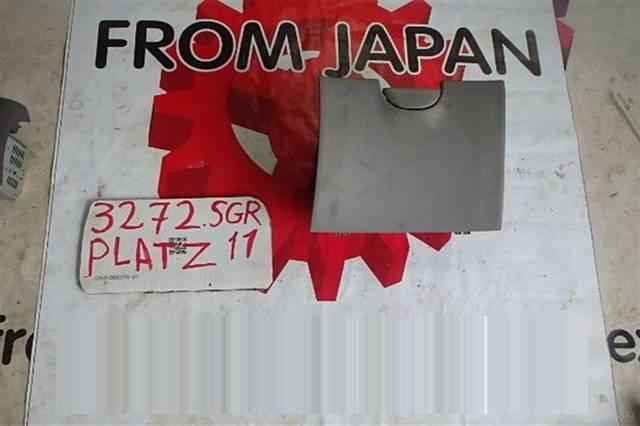 FROM JAPAN
3272.SGR
PLATZ 11